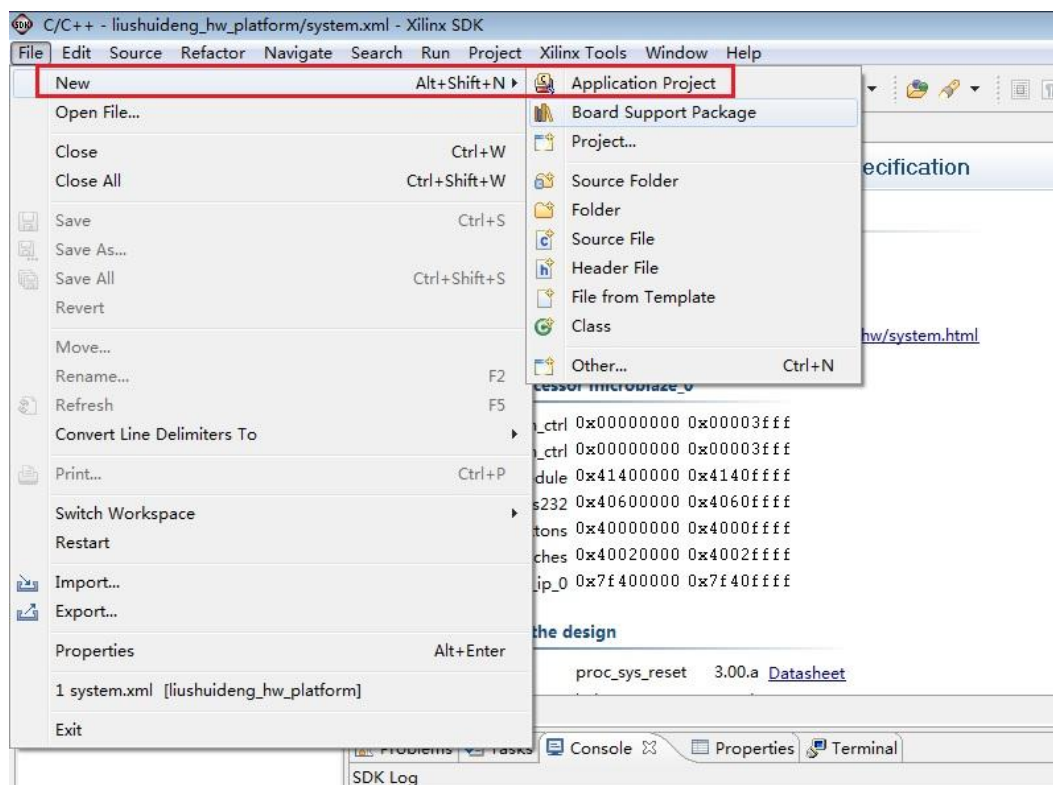 C/C++ - liushuideng_hw_platform/system.xml - Xilinx SDK
File Edit Source Refactor Navigate Search Run Project Xilinx Tools Window Help
New Alt+Shift+N
Open File...
Close Ctrl+W
Close All Ctrl+Shift+W
Save Ctrl+S
Save As...
Save All Ctrl+Shift+S
Revert
Move...
Rename... F2
Refresh F5
Convert Line Delimiters To
Print... Ctrl+P
Switch Workspace
Restart
Import...
Export...
Properties Alt+Enter
1 system.xml [liushuideng_hw_platform]
Exit
Application Project
Board Support Package
Project...
Source Folder
Folder
Source File
Header File
File from Template
Class
Other... Ctrl+N
ecification
hw/system.html
cessor microblaze_0
_ctrl 0x00000000 0x00003fff
_ctrl 0x00000000 0x00003fff
dule 0x41400000 0x4140ffff
s232 0x40600000 0x4060ffff
tons 0x40000000 0x4000ffff
ches 0x40020000 0x4002ffff
_ip_0 0x7f400000 0x7f40ffff
the design
proc_sys_reset 3.00.a Datasheet
Problems Tasks Console Properties Terminal
SDK Log